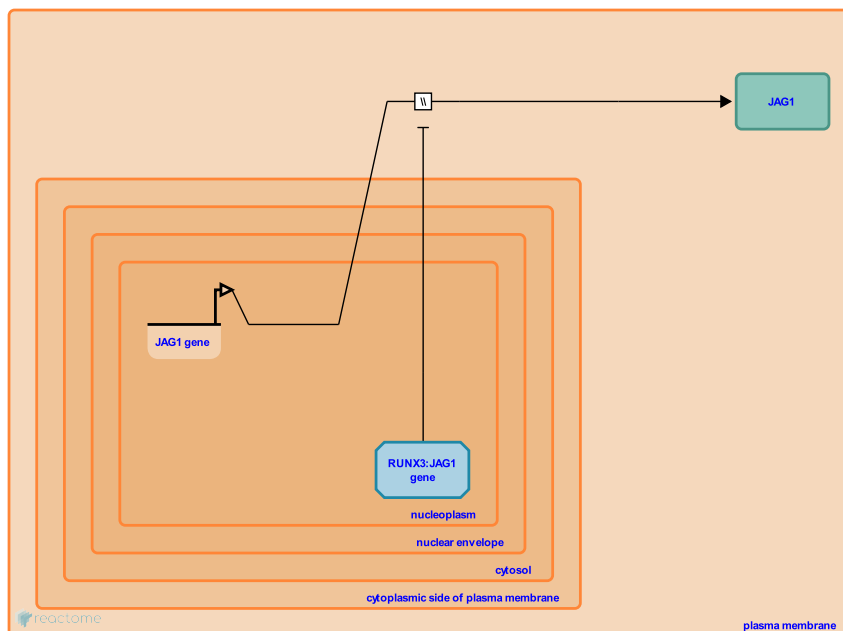 \\
JAG1
JAG1 gene
RUNX3:JAG1
gene
nucleoplasm
nuclear envelope
cytosol
cytoplasmic side of plasma membrane
reactome
plasma membrane